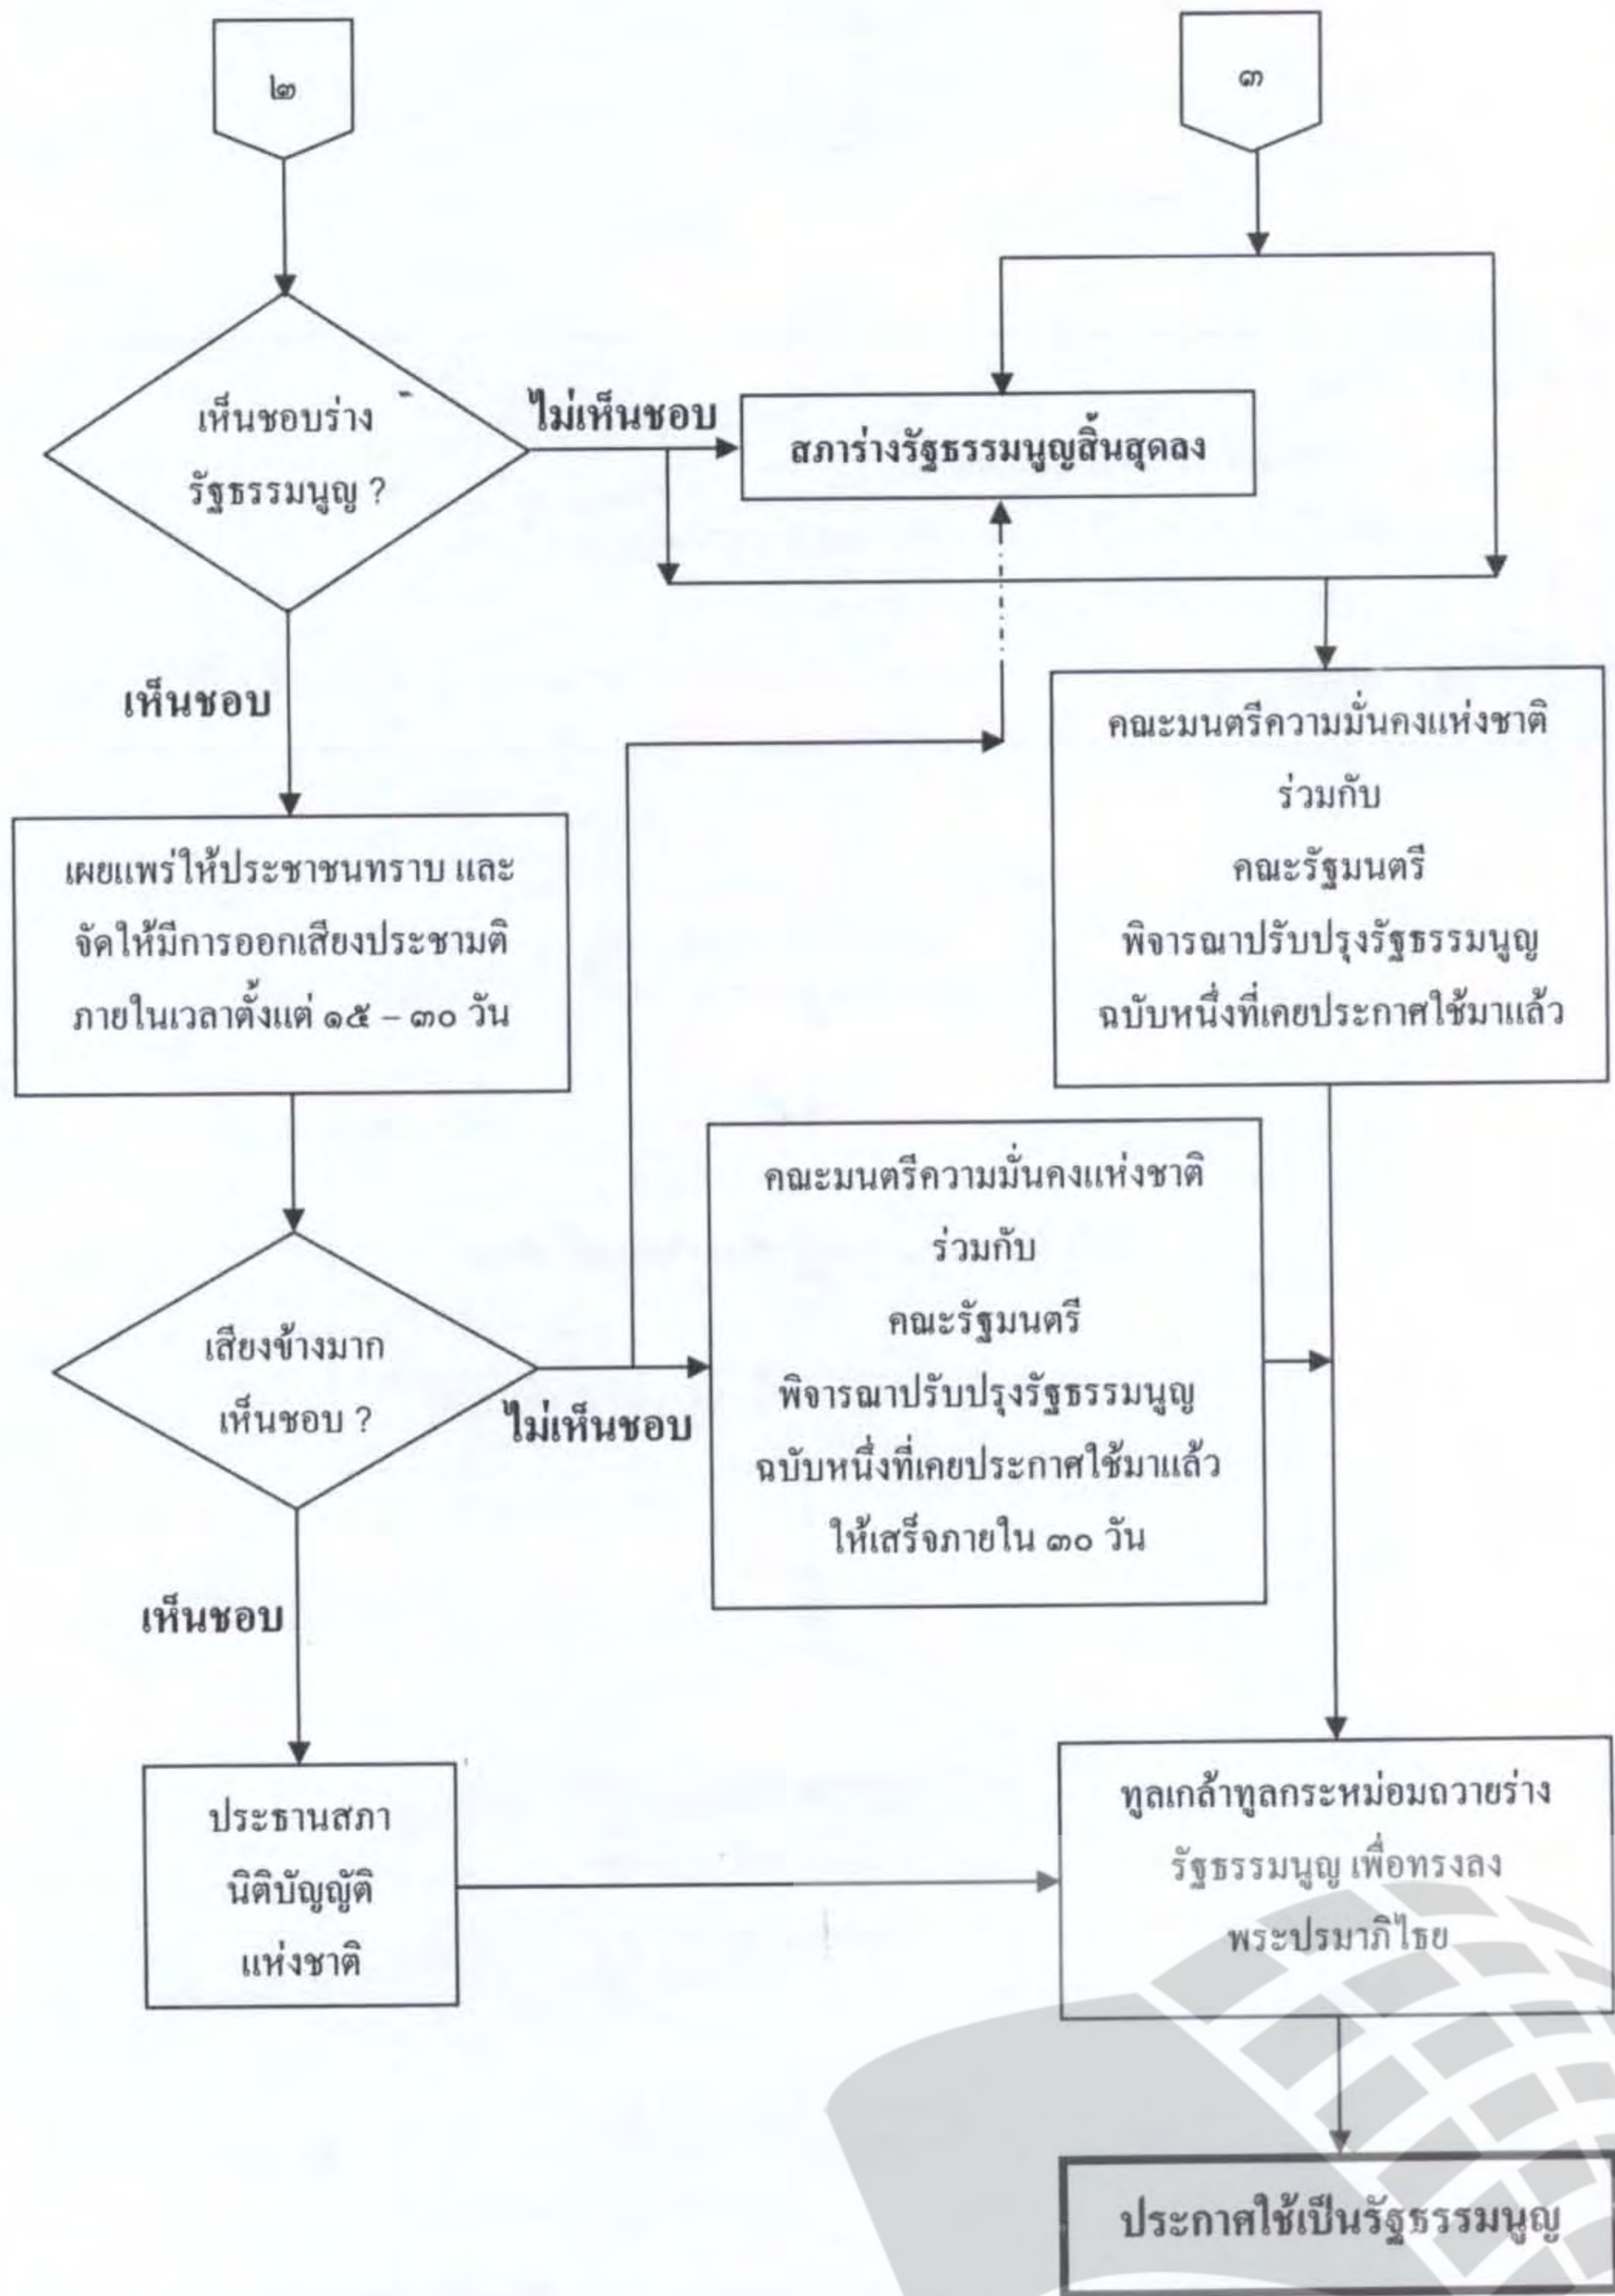 ๒
๓
เห็นชอบร่าง
รัฐธรรมนูญ ?
ไม่เห็นชอบ
สภาร่างรัฐธรรมนูญสิ้นสุดลง
เห็นชอบ
คณะมนตรีความมั่นคงแห่งชาติ
ร่วมกับ
คณะรัฐมนตรี
พิจารณาปรับปรุงรัฐธรรมนูญ
ฉบับหนึ่งที่เคยประกาศใช้มาแล้ว
เผยแพร่ให้ประชาชนทราบ และ
จัดให้มีการออกเสียงประชามติ
ภายในเวลาตั้งแต่ ๑๕ – ๓๐ วัน
คณะมนตรีความมั่นคงแห่งชาติ
ร่วมกับ
คณะรัฐมนตรี
พิจารณาปรับปรุงรัฐธรรมนูญ
ฉบับหนึ่งที่เคยประกาศใช้มาแล้ว
ให้เสร็จภายใน ๓๐ วัน
เสียงข้างมาก
เห็นชอบ ?
ไม่เห็นชอบ
เห็นชอบ
ประธานสภา
นิติบัญญัติ
แห่งชาติ
ทูลเกล้าทูลกระหม่อมถวายร่าง
รัฐธรรมนูญ เพื่อทรงลง
พระปรมาภิไธย
ประกาศใช้เป็นรัฐธรรมนูญ